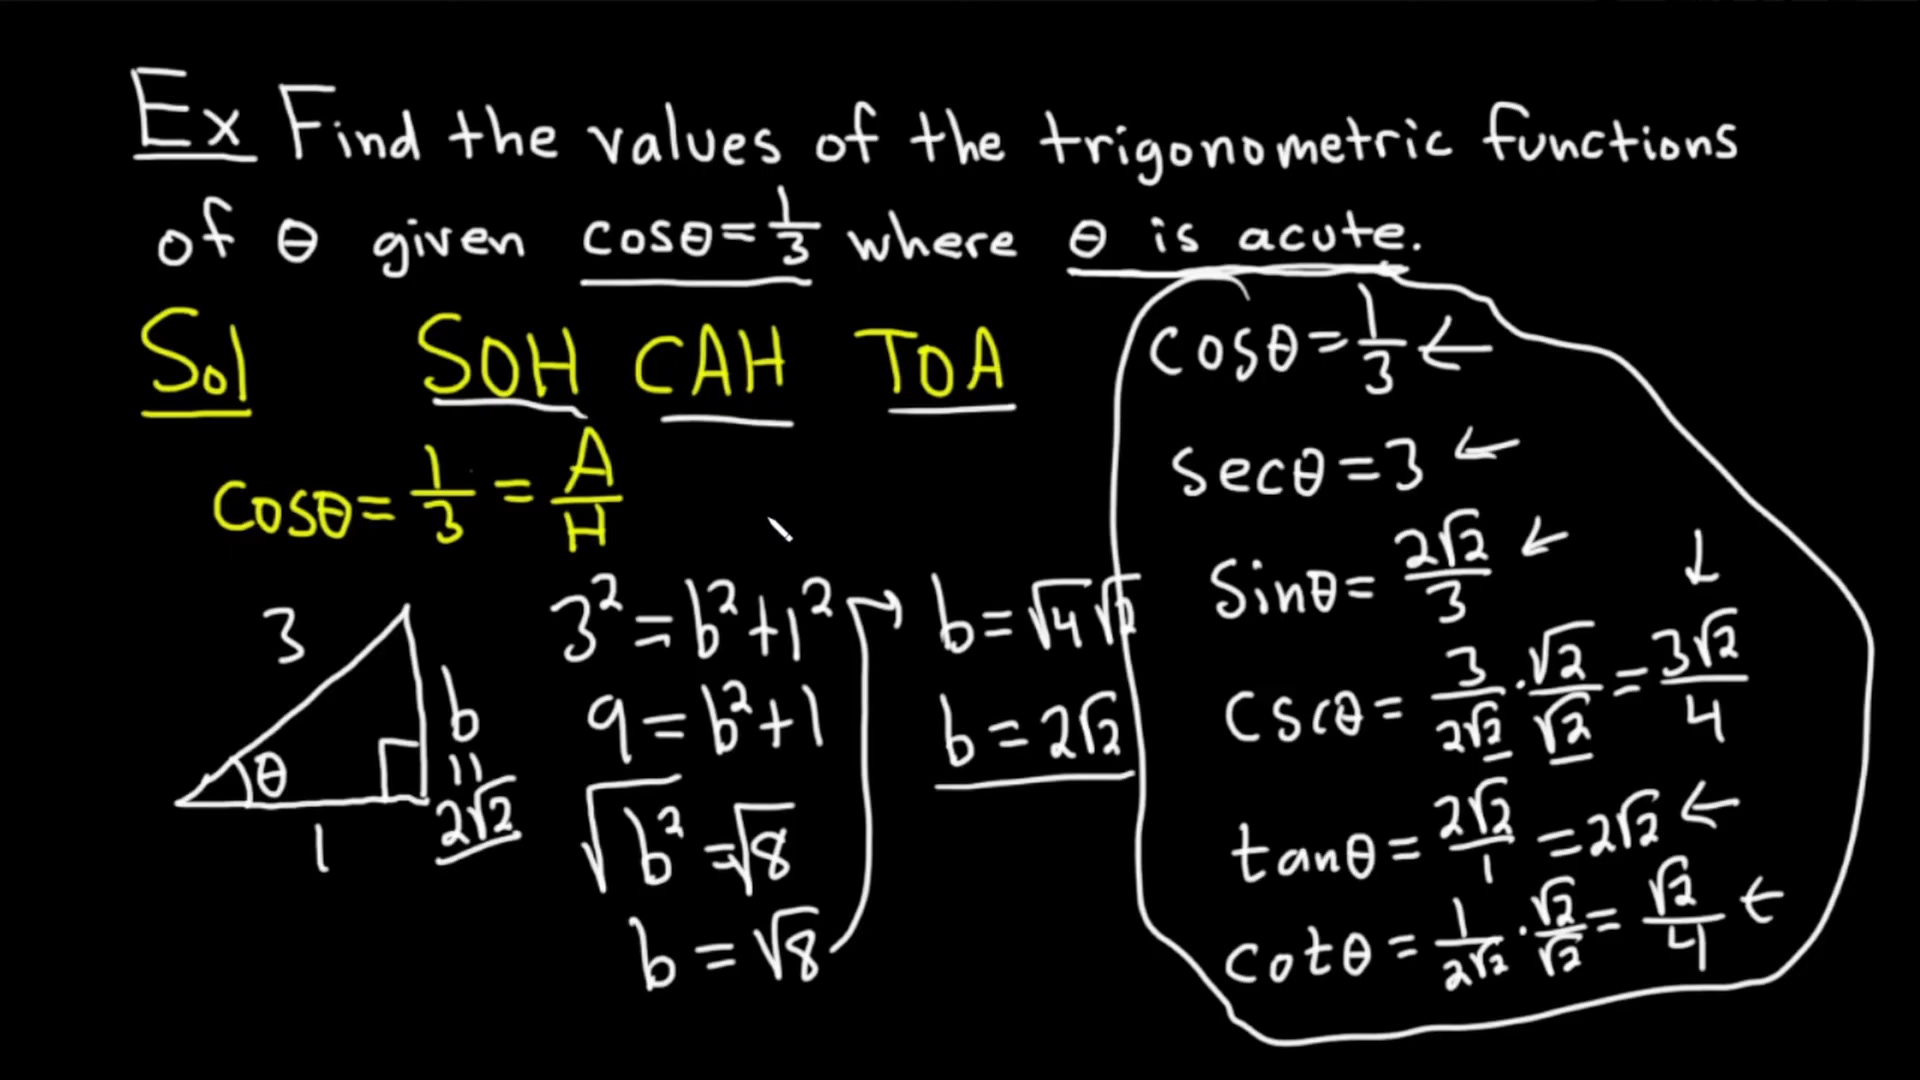 Ex Find the values of the trigonometric functions
of θ given cosθ = 1/3 where θ is acute.
Sol SOH CAH TOA
cosθ = 1/3 = A/H
3
θ
1
b
=
2√2
3² = b² + 1²
9 = b² + 1
√b² = √8
b = √8
b = √4 √2
b = 2√2
cosθ = 1/3 ←
secθ = 3 ←
sinθ = 2√2/3 ←
cscθ = 3/2√2 · √2/√2 = 3√2/4
tanθ = 2√2/1 = 2√2 ←
cotθ = 1/2√2 · √2/√2 = √2/4 ←